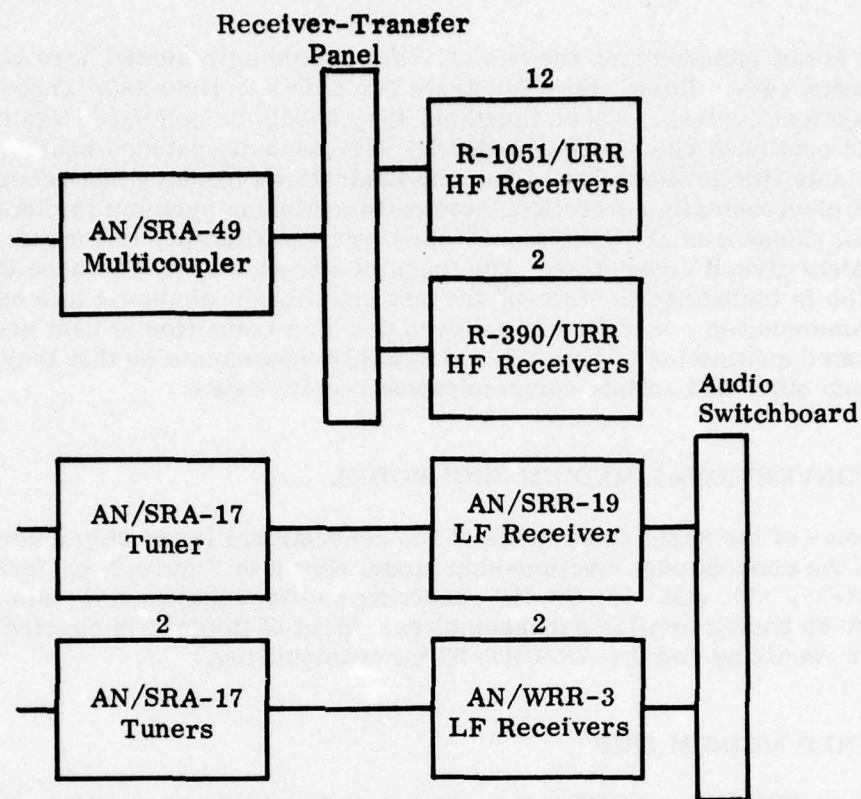 Receiver-Transfer
Panel
12
R-1051/URR
HF Receivers
AN/SRA-49
Multicoupler
2
R-390/URR
HF Receivers
Audio
Switchboard
AN/SRA-17
Tuner
AN/SRR-19
LF Receiver
2
AN/SRA-17
Tuners
2
AN/WRR-3
LF Receivers